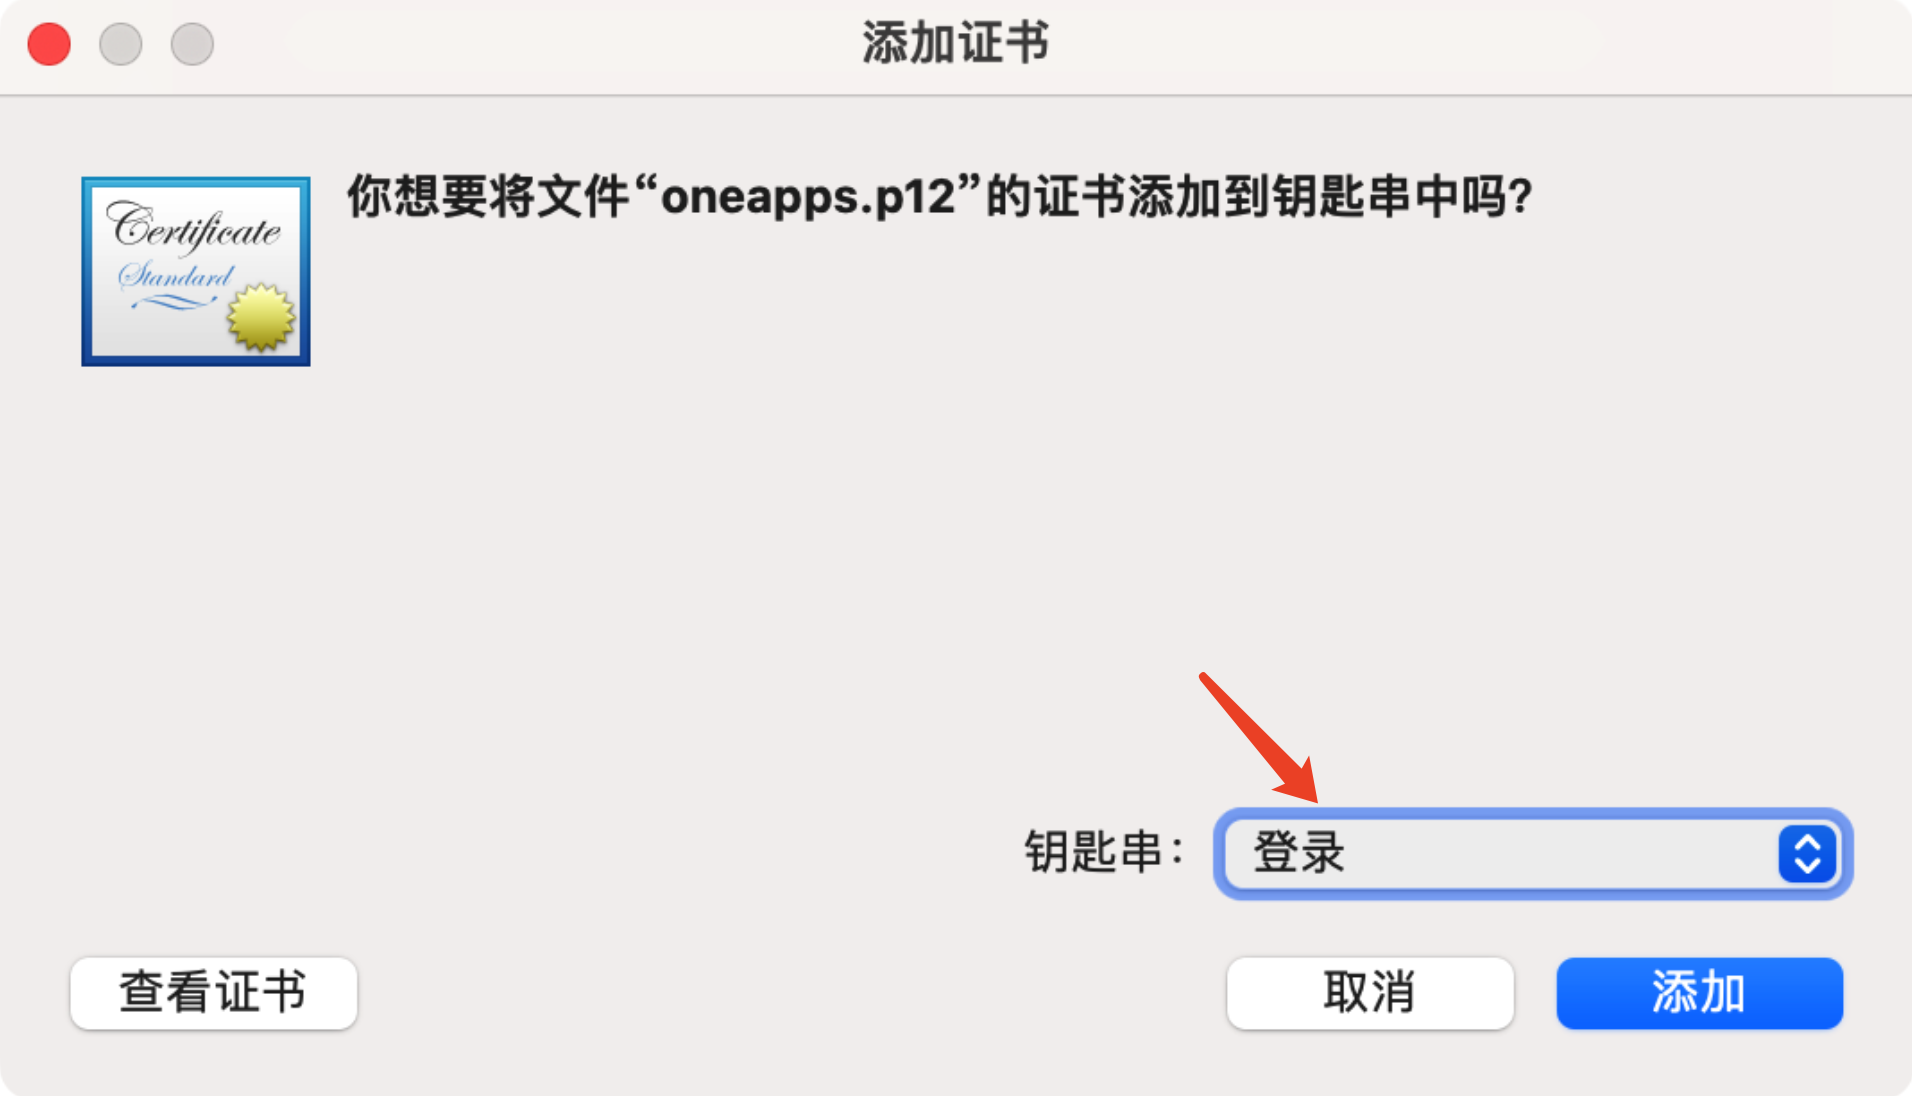 添加证书
Certificate
Standard
你想要将文件“oneapps.p12”的证书添加到钥匙串中吗?
钥匙串：
登录
查看证书
取消
添加